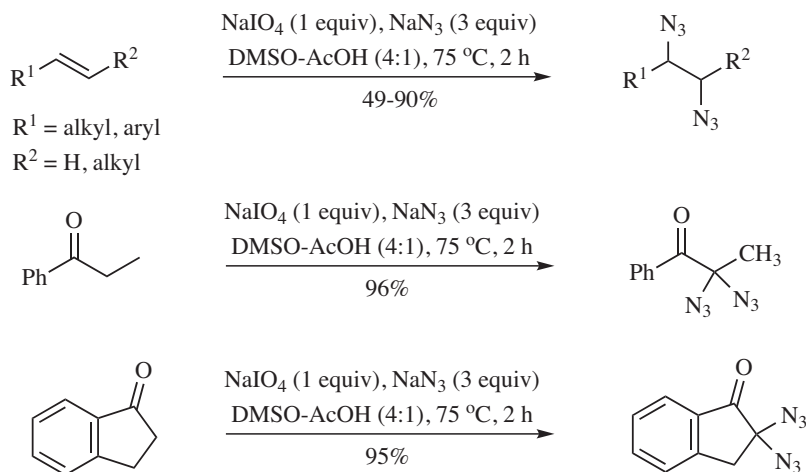 NaIO₄ (1 equiv), NaN₃ (3 equiv)
R¹ R² DMSO-AcOH (4:1), 75 °C, 2 h N₃ R¹ R² N₃
49-90%
R¹ = alkyl, aryl
R² = H, alkyl
NaIO₄ (1 equiv), NaN₃ (3 equiv)
O Ph DMSO-AcOH (4:1), 75 °C, 2 h O Ph CH₃ N₃ N₃
96%
NaIO₄ (1 equiv), NaN₃ (3 equiv)
O DMSO-AcOH (4:1), 75 °C, 2 h O N₃ N₃
95%